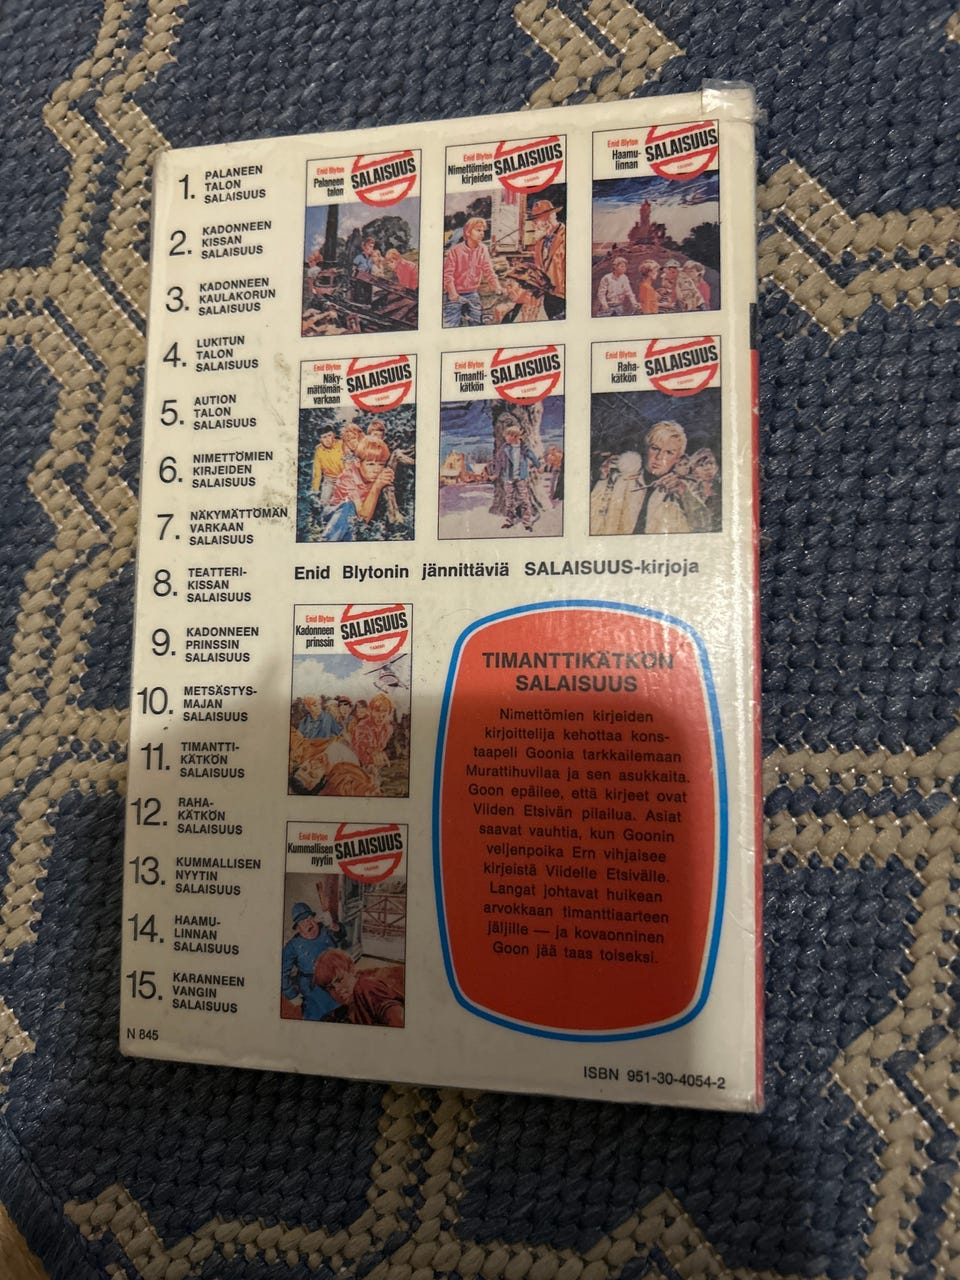 1. PALANEEN
TALON
SALAISUUS
2. KADONNEEN
KISSAN
SALAISUUS
3. KADONNEEN
KAULAKORUN
SALAISUUS
4. LUKITUN
TALON
SALAISUUS
5. AUTION
TALON
SALAISUUS
6. NIMETTÖMIEN
KIRJEIDEN
SALAISUUS
7. NÄKYMÄTTÖMÄN
VARKAAN
SALAISUUS
8. TEATTERI-
KISSAN
SALAISUUS
9. KADONNEEN
PRINSSIN
SALAISUUS
10. METSÄSTYS-
MAJAN
SALAISUUS
11. TIMANTTI-
KÄTKÖN
SALAISUUS
12. RAHA-
KÄTKÖN
SALAISUUS
13. KUMMALLISEN
NYYTIN
SALAISUUS
14. HAAMU-
LINNAN
SALAISUUS
15. KARANNEEN
VANGIN
SALAISUUS
N 845
Enid Blyton
Palaneen
talon
SALAISUUS
TAMMI
Enid Blyton
Nimettömien
kirjeiden
SALAISUUS
TAMMI
Enid Blyton
Haamu-
linnan
SALAISUUS
TAMMI
Enid Blyton
Näky-
mättömän
varkaan
SALAISUUS
TAMMI
Enid Blyton
Timantti-
kätkön
SALAISUUS
TAMMI
Enid Blyton
Raha-
kätkön
SALAISUUS
TAMMI
Enid Blytonin jännittäviä SALAISUUS-kirjoja
Enid Blyton
Kadonneen
prinssin
SALAISUUS
TAMMI
Enid Blyton
Kummallisen
nyytin
SALAISUUS
TAMMI
TIMANTTIKÄTKÖN
SALAISUUS
Nimettömien kirjeiden
kirjoittelija kehottaa kons-
taapeli Goonia tarkkailemaan
Murattihuvilaa ja sen asukkaita.
Goon epäilee, että kirjeet ovat
Viiden Etsivän pilailua. Asiat
saavat vauhtia, kun Goonin
veljenpoika Ern vihjaisee
kirjeistä Viidelle Etsivälle.
Langat johtavat huikean
arvokkaan timanttiaarteen
jäljille — ja kovaonninen
Goon jää taas toiseksi.
ISBN 951-30-4054-2